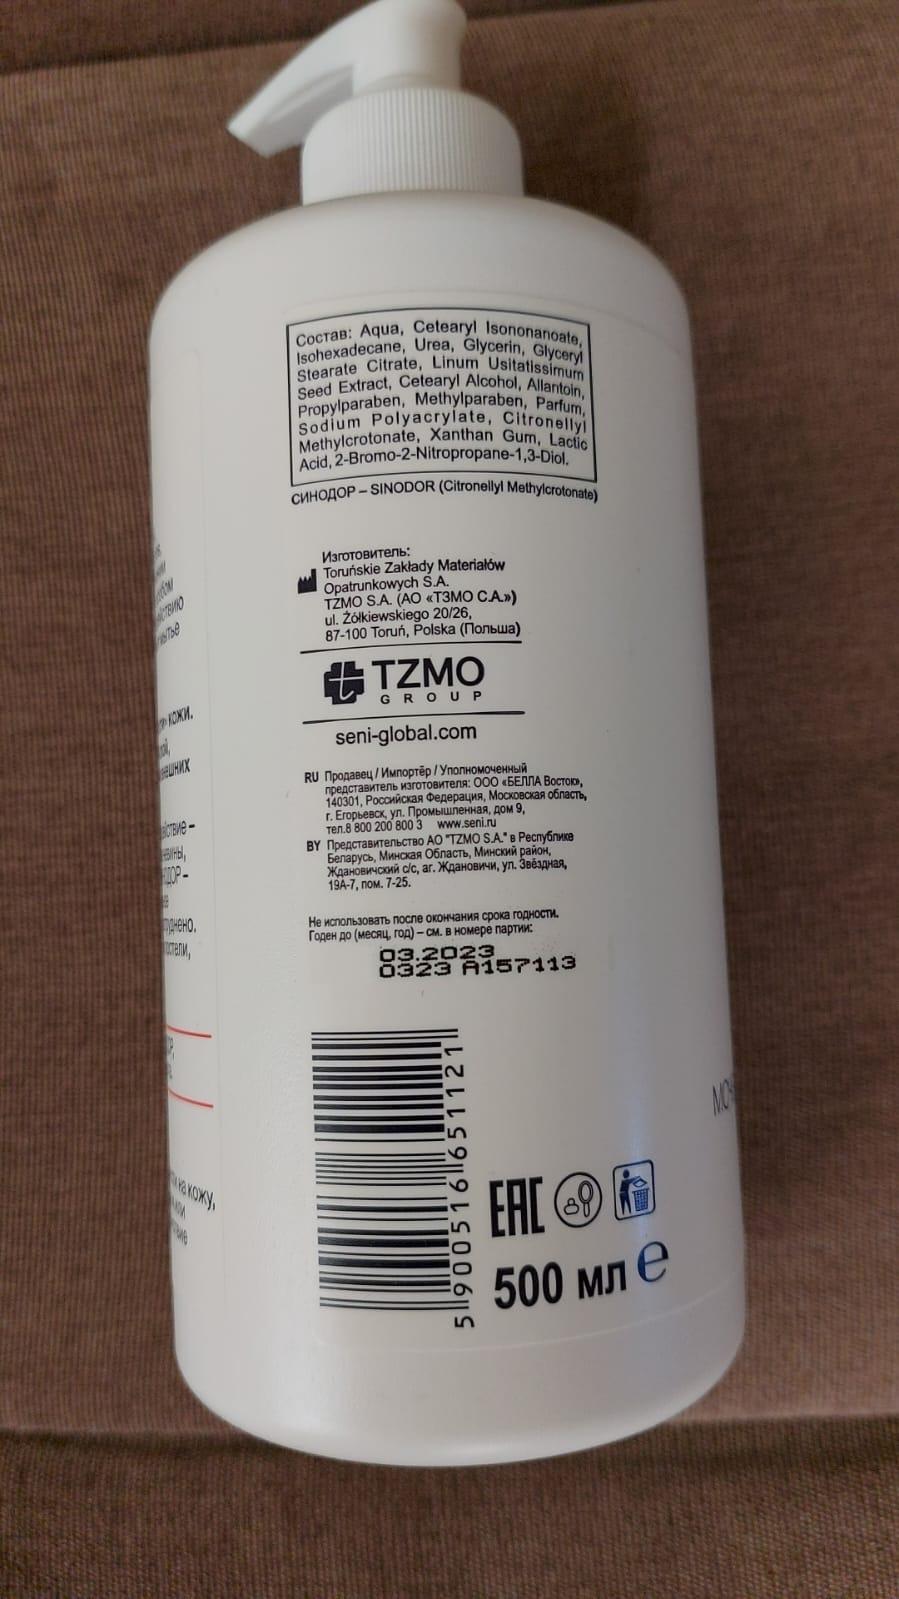 Состав: Aqua, Cetearyl Isononanoate,
Isohexadecane, Urea, Glycerin, Glyceryl
Stearate Citrate, Linum Usitatissimum
Seed Extract, Cetearyl Alcohol, Allantoin,
Propylparaben, Methylparaben, Parfum,
Sodium Polyacrylate, Citronellyl
Methylcrotonate, Xanthan Gum, Lactic
Acid, 2-Bromo-2-Nitropropane-1,3-Diol.
СИНОДОР – SINODOR (Citronellyl Methylcrotonate)
Изготовитель:
Toruńskie Zakłady Materiałów
Opatrunkowych S.A.
TZMO S.A. (АО «ТЗМО С.А.»)
ul. Żółkiewskiego 20/26,
87-100 Toruń, Polska (Польша)
TZMO
GROUP
seni-global.com
RU Продавец / Импортёр / Уполномоченный
представитель изготовителя: ООО «БЕЛЛА Восток»,
140301, Российская Федерация, Московская область,
г. Егорьевск, ул. Промышленная, дом 9,
тел.8 800 200 800 3 www.seni.ru
BY Представительство АО "TZMO S.A." в Республике
Беларусь, Минская Область, Минский район,
Ждановичский с/с, аг. Ждановичи, ул. Звёздная,
19А-7, пом. 7-25.
Не использовать после окончания срока годности.
Годен до (месяц, год) – см. в номере партии:
03.2023
0323 A157113
5 900516 651121
EAC
500 мл e
кожи.
на кожу,